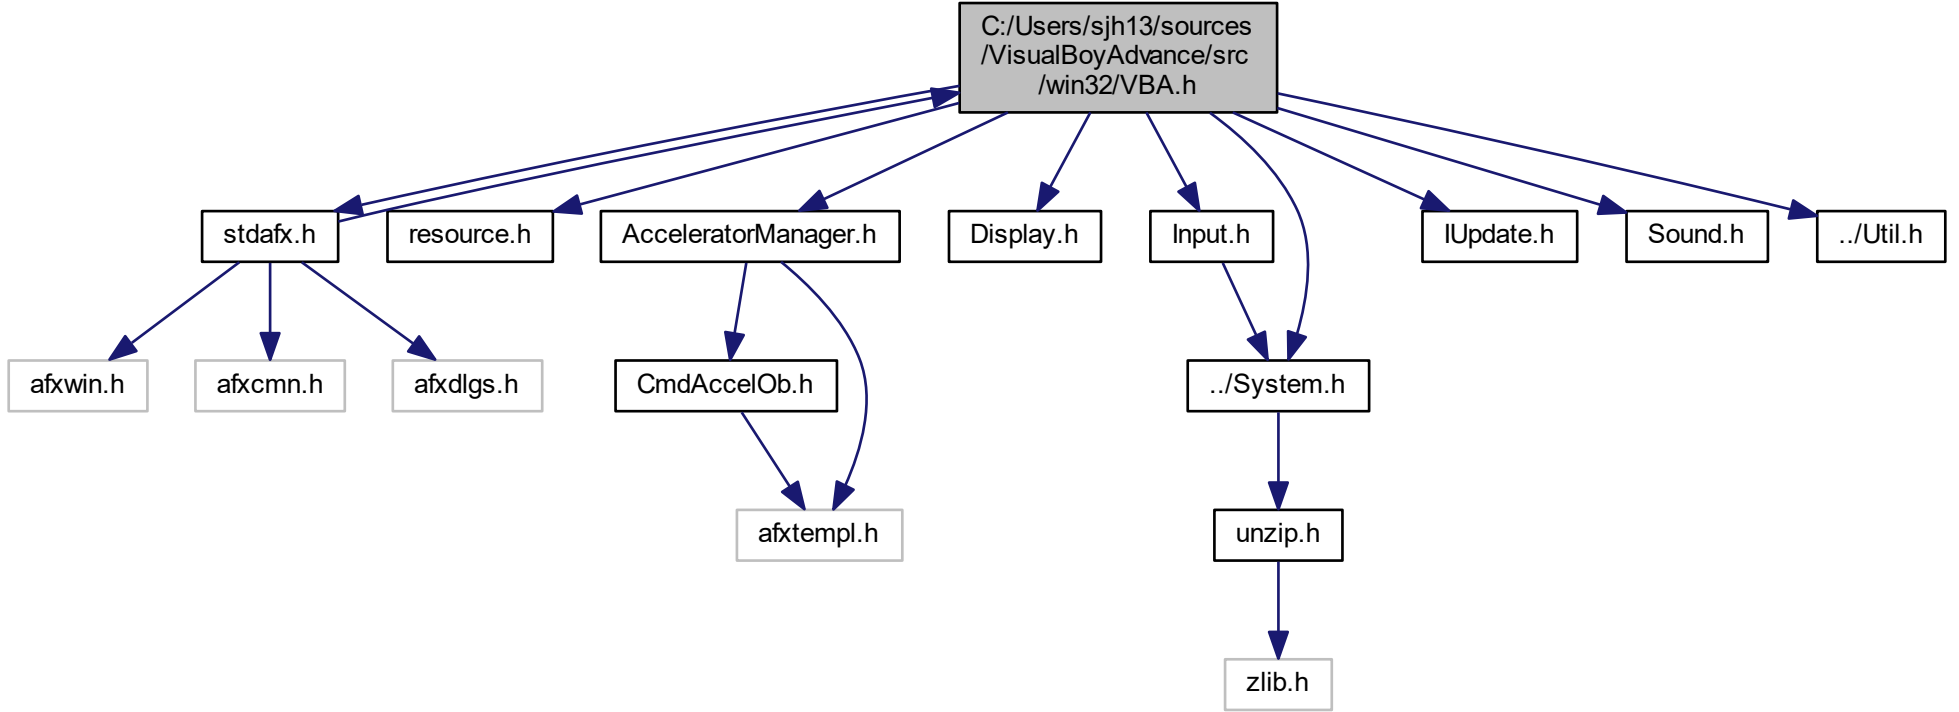 C:/Users/sjh13/sources
/VisualBoyAdvance/src
/win32/VBA.h
stdafx.h
resource.h
AcceleratorManager.h
Display.h
Input.h
IUpdate.h
Sound.h
../Util.h
afxwin.h
afxcmn.h
afxdlgs.h
CmdAccelOb.h
../System.h
afxtempl.h
unzip.h
zlib.h